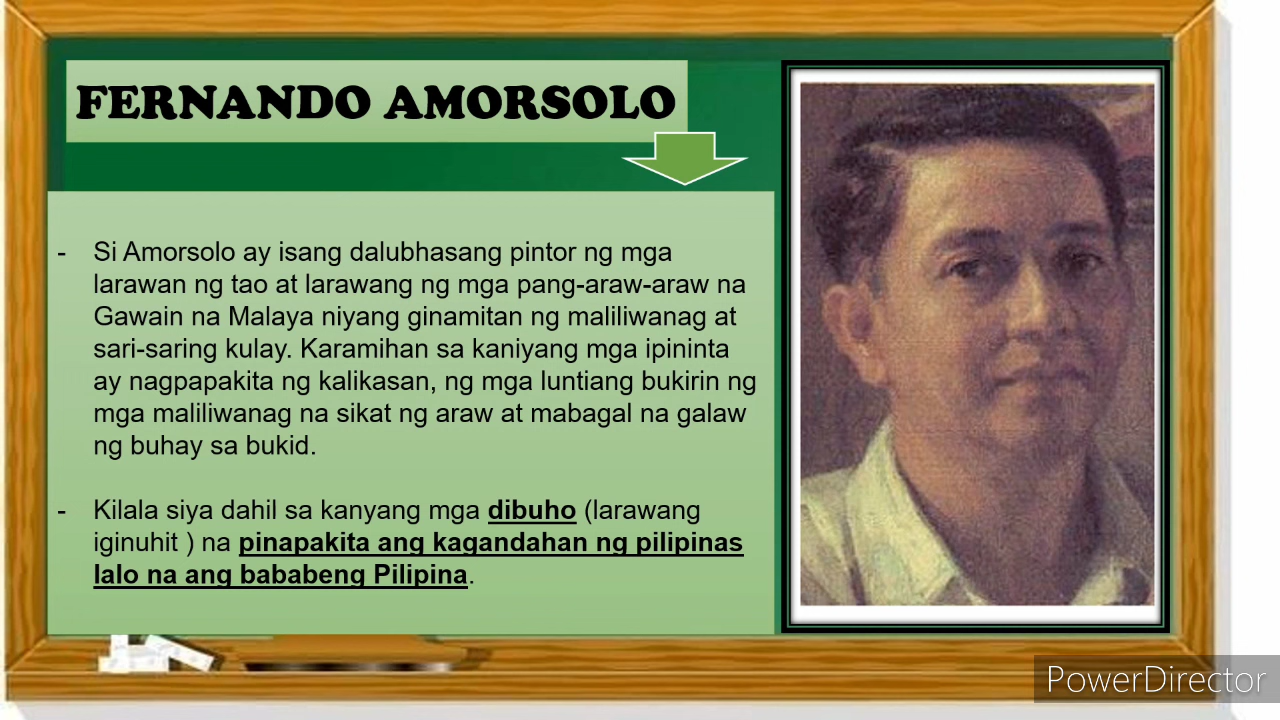 FERNANDO AMORSOLO
- Si Amorsolo ay isang dalubhasang pintor ng mga
larawan ng tao at larawang ng mga pang-araw-araw na
Gawain na Malaya niyang ginamitan ng maliliwanag at
sari-saring kulay. Karamihan sa kaniyang mga ipininta
ay nagpapakita ng kalikasan, ng mga luntiang bukirin ng
mga maliliwanag na sikat ng araw at mabagal na galaw
ng buhay sa bukid.
- Kilala siya dahil sa kanyang mga dibuho (larawang
iginuhit ) na pinapakita ang kagandahan ng pilipinas
lalo na ang bababeng Pilipina.
PowerDirector